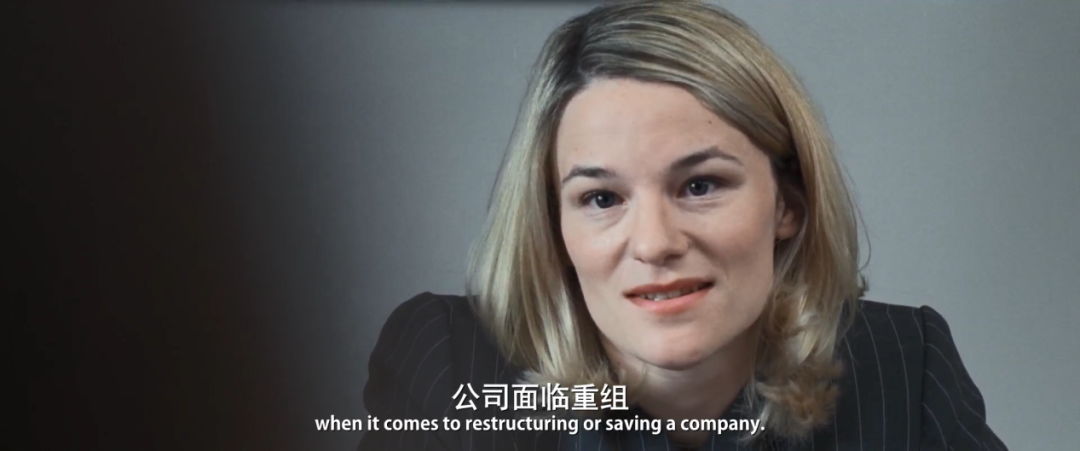 公司面临重组
when it comes to restructuring or saving a company.